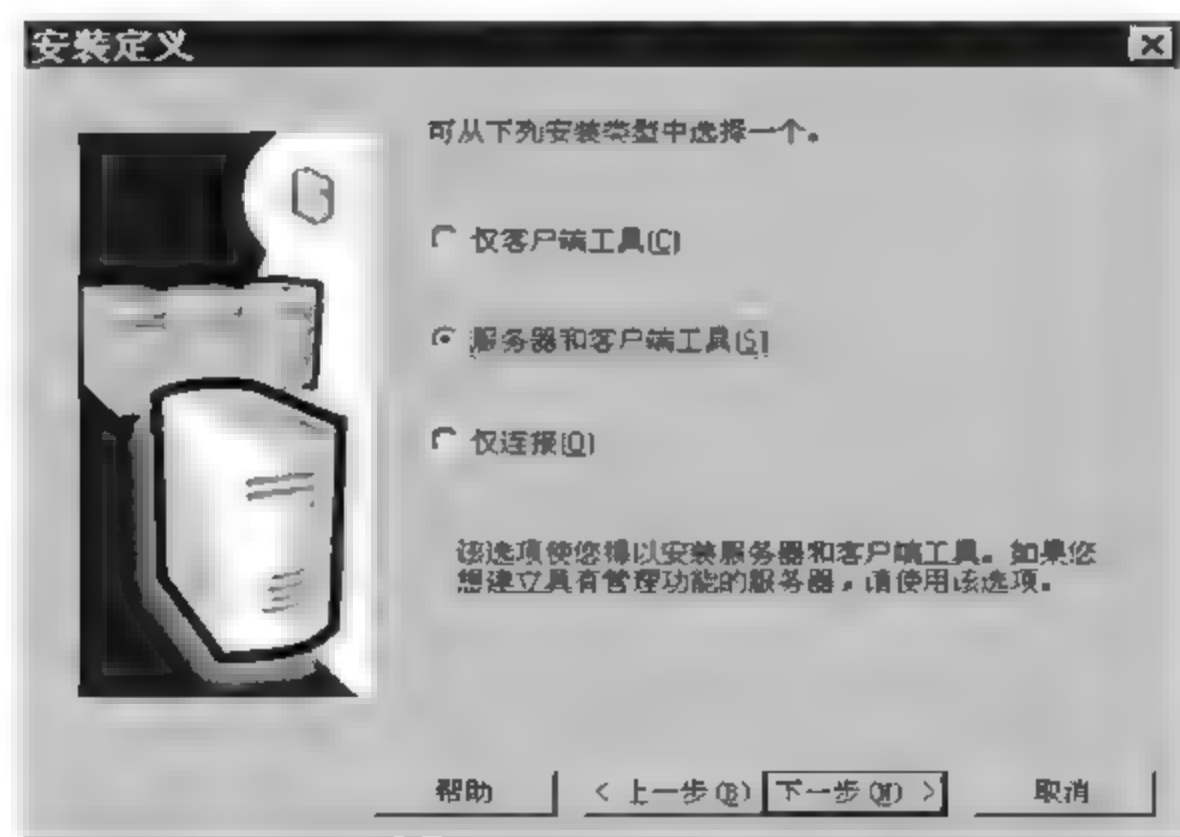 安装定义
可从下列安装类型中选择一个。
仅客户端工具(C)
服务器和客户端工具(S)
仅连接(O)
该选项使您得以安装服务器和客户端工具。如果您
想建立具有管理功能的服务器，请使用该选项。
帮助 < 上一步(B) 下一步(N) > 取消